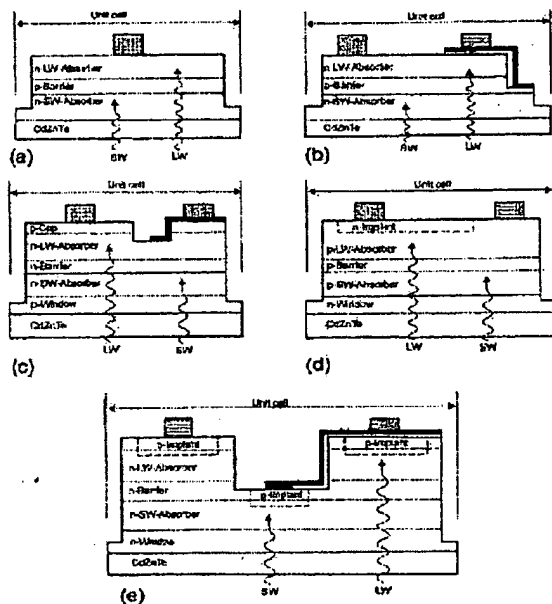 Unit cell
n-LW-Absorber
p-Barrier
n-SW-Absorber
CdZnTe
SW
LW
(a)
Unit cell
p-LW-Absorber
p-Barrier
n-SW-Absorber
CdZnTe
SW
LW
(b)
Unit cell
p-Cap
n-LW-Absorber
n-Barrier
n-SW-Absorber
p-Window
CdZnTe
LW
SW
(c)
Unit cell
n-Implant
p-LW-Absorber
p-Barrier
p-SW-Absorber
n-Window
CdZnTe
LW
SW
(d)
Unit cell
p-Implant
p-Implant
n-LW-Absorber
n-Barrier
p-Implant
n-SW-Absorber
n-Window
CdZnTe
SW
LW
(e)